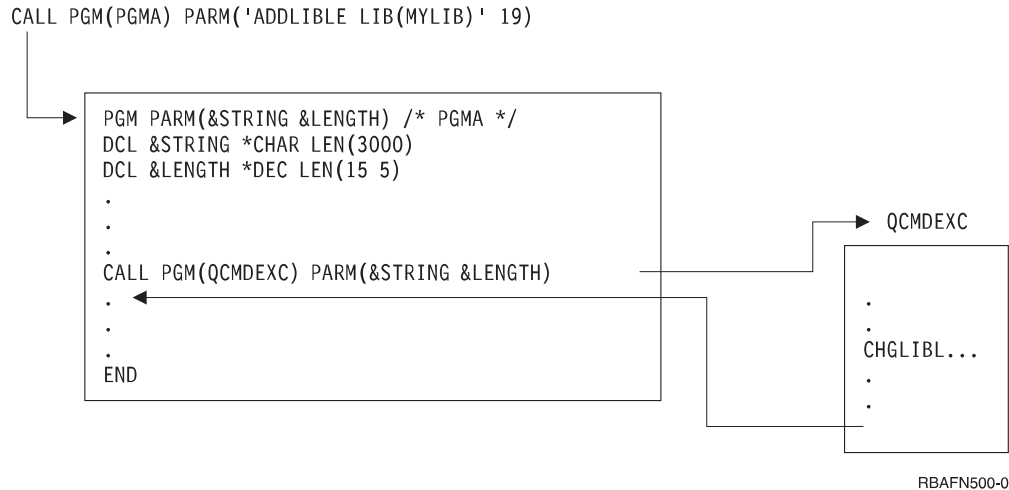 CALL PGM(PGMA) PARM('ADDLIBLE LIB(MYLIB)' 19)
PGM PARM(&STRING &LENGTH) /* PGMA */
DCL &STRING *CHAR LEN(3000)
DCL &LENGTH *DEC LEN(15 5)
.
.
.
CALL PGM(QCMDEXC) PARM(&STRING &LENGTH)
.
.
.
END
QCMDEXC
.
.
CHGLIBL...
.
.
RBAFN500-0